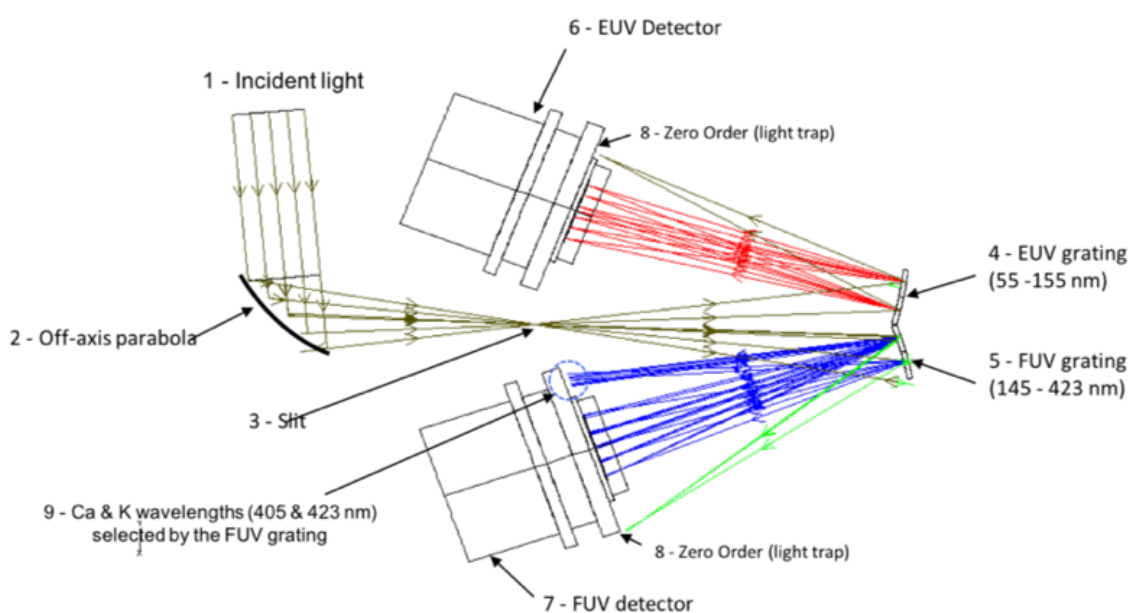 6 - EUV Detector
1 - Incident light
8 - Zero Order (light trap)
4 - EUV grating
(55 -155 nm)
2 - Off-axis parabola
5 - FUV grating
(145 - 423 nm)
3 - Slit
9 - Ca & K wavelengths (405 & 423 nm)
selected by the FUV grating
8 - Zero Order (light trap)
7 - FUV detector